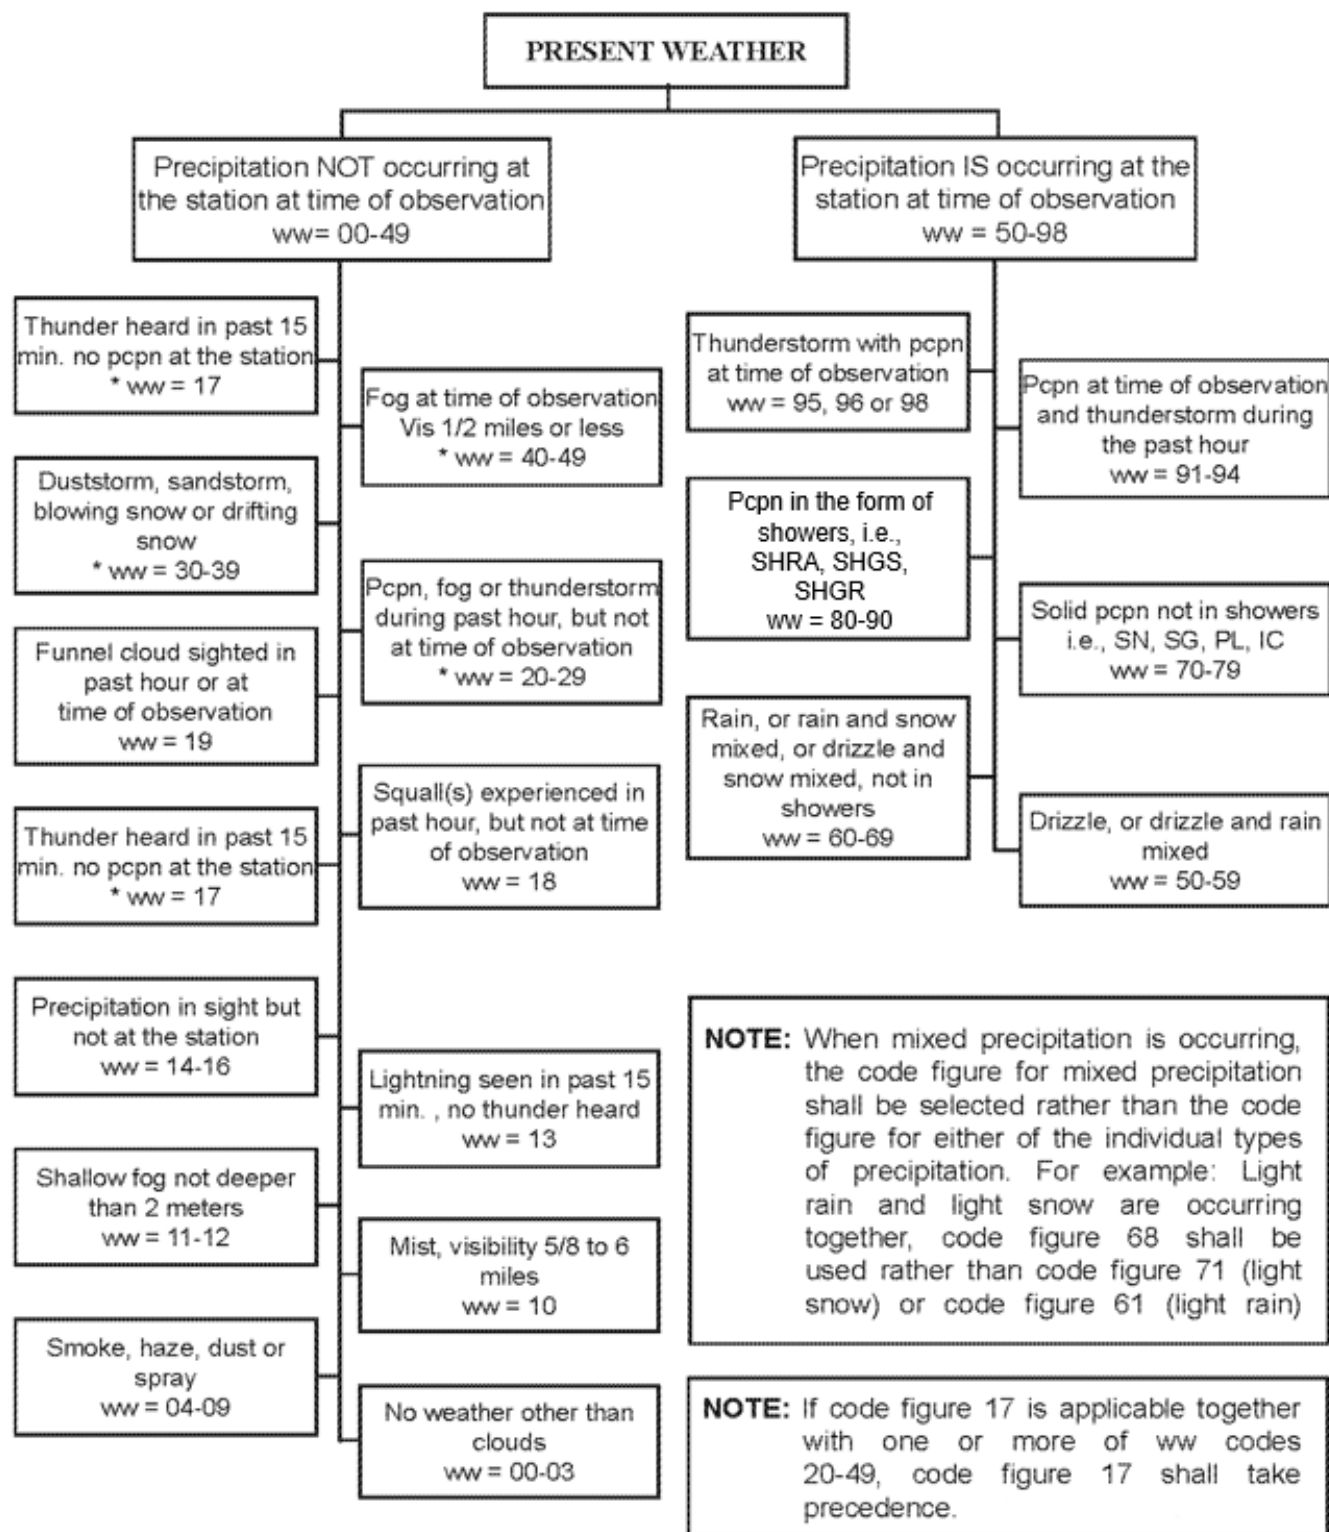 PRESENT WEATHER
Precipitation NOT occurring at
the station at time of observation
ww= 00-49
Thunder heard in past 15
min. no pcpn at the station
* ww = 17
Fog at time of observation
Vis 1/2 miles or less
* ww = 40-49
Duststorm, sandstorm,
blowing snow or drifting
snow
* ww = 30-39
Pcpn, fog or thunderstorm
during past hour, but not
at time of observation
* ww = 20-29
Funnel cloud sighted in
past hour or at
time of observation
ww = 19
Squall(s) experienced in
past hour, but not at time
of observation
ww = 18
Thunder heard in past 15
min. no pcpn at the station
* ww = 17
Precipitation in sight but
not at the station
ww = 14-16
Lightning seen in past 15
min. , no thunder heard
ww = 13
Shallow fog not deeper
than 2 meters
ww = 11-12
Mist, visibility 5/8 to 6
miles
ww = 10
Smoke, haze, dust or
spray
ww = 04-09
No weather other than
clouds
ww = 00-03
Precipitation IS occurring at the
station at time of observation
ww = 50-98
Thunderstorm with pcpn
at time of observation
ww = 95, 96 or 98
Pcpn at time of observation
and thunderstorm during
the past hour
ww = 91-94
Pcpn in the form of
showers, i.e.,
SHRA, SHGS,
SHGR
ww = 80-90
Solid pcpn not in showers
i.e., SN, SG, PL, IC
ww = 70-79
Rain, or rain and snow
mixed, or drizzle and
snow mixed, not in
showers
ww = 60-69
Drizzle, or drizzle and rain
mixed
ww = 50-59
NOTE: When mixed precipitation is occurring,
the code figure for mixed precipitation
shall be selected rather than the code
figure for either of the individual types
of precipitation. For example: Light
rain and light snow are occurring
together, code figure 68 shall be
used rather than code figure 71 (light
snow) or code figure 61 (light rain)
NOTE: If code figure 17 is applicable together
with one or more of ww codes
20-49, code figure 17 shall take
precedence.